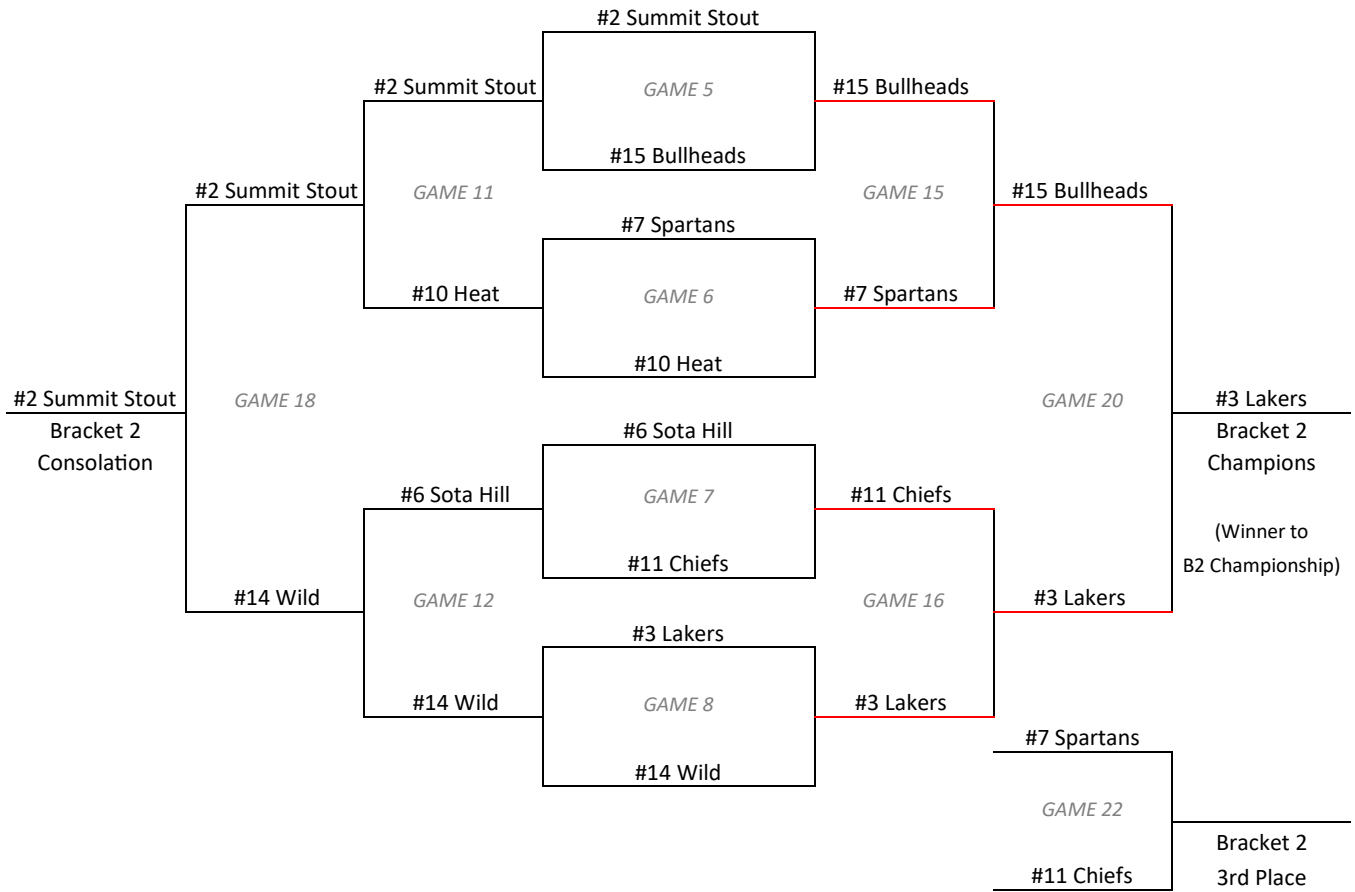 #2 Summit Stout
#2 Summit Stout
GAME 5
#15 Bullheads
#15 Bullheads
#2 Summit Stout
GAME 11
GAME 15
#15 Bullheads
#7 Spartans
#10 Heat
GAME 6
#7 Spartans
#10 Heat
#2 Summit Stout
GAME 18
GAME 20
#3 Lakers
Bracket 2
Consolation
#6 Sota Hill
Bracket 2
Champions
#6 Sota Hill
GAME 7
#11 Chiefs
(Winner to
B2 Championship)
#11 Chiefs
#14 Wild
GAME 12
GAME 16
#3 Lakers
#3 Lakers
#14 Wild
GAME 8
#3 Lakers
#14 Wild
#7 Spartans
GAME 22
Bracket 2
3rd Place
#11 Chiefs